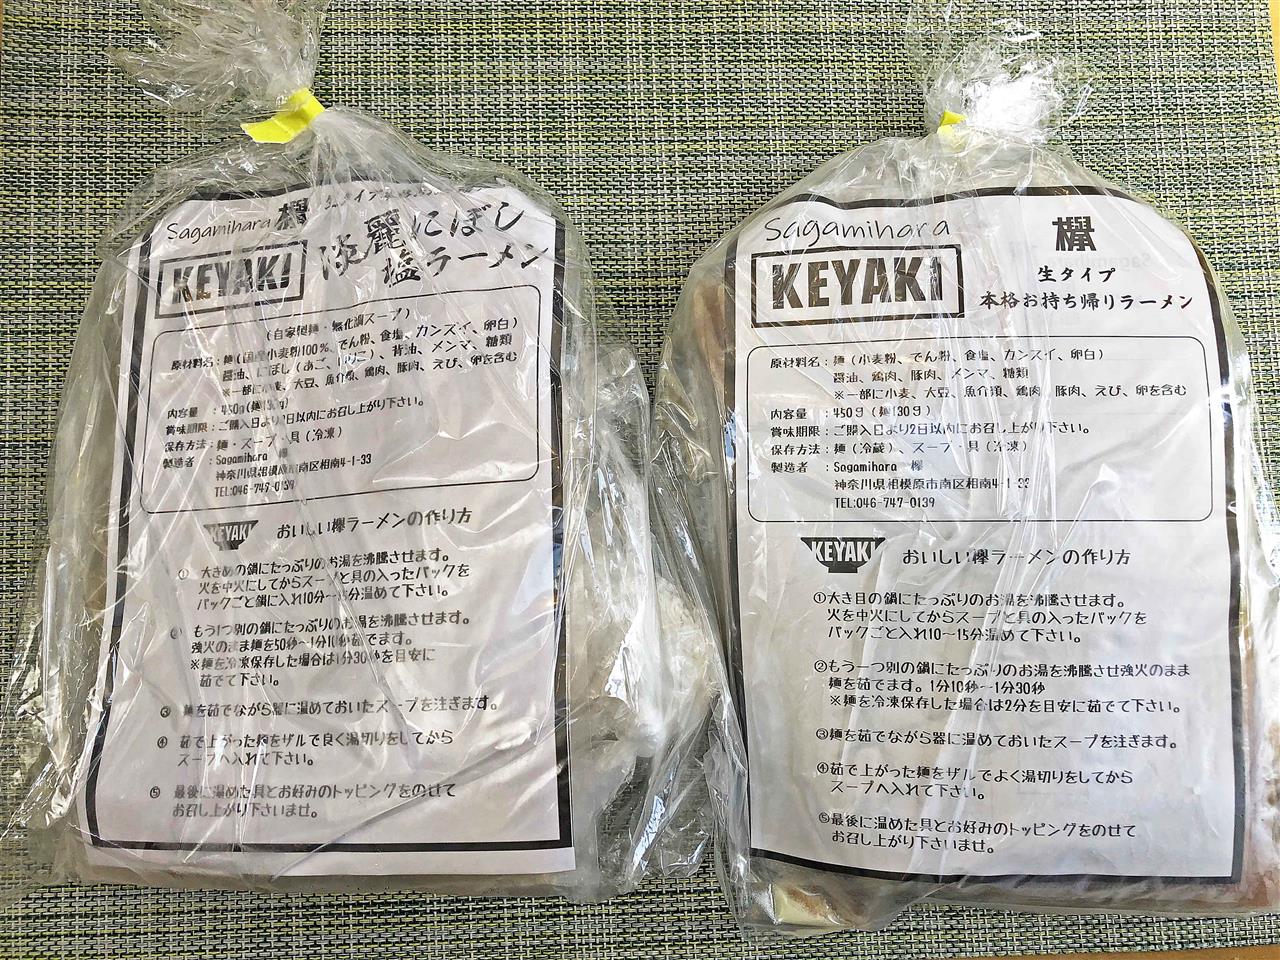 Sagamihara 欅
KEYAKI
淡麗にぼし
塩ラーメン
(自家製麺・無化調スープ)
原材料名:麺(国産小麦粉100%、でん粉、食塩、カンスイ、卵白)
醤油、にぼし(あご、いりこ)、背油、メンマ、糖類
※一部に小麦、大豆、魚介類、鶏肉、豚肉、えび、卵を含む
内容量 :450g(麺130g)
賞味期限:ご購入日より2日以内にお召し上がり下さい。
保存方法:麺・スープ・具(冷凍)
製造者 :Sagamihara 欅
神奈川県相模原市南区相南4-1-33
TEL:046-747-0139
KEYAKI おいしい欅ラーメンの作り方
① 大きめの鍋にたっぷりのお湯を沸騰させます。
火を中火にしてからスープと具の入ったパックを
パックごと鍋に入れ10分~15分温めて下さい。
② もう1つ別の鍋にたっぷりのお湯を沸騰させ
強火のまま麺を50秒~1分10秒茹でます。
※麺を冷凍保存した場合は1分30秒を目安に
茹でて下さい。
③ 麺を茹でながら器に温めておいたスープを注ぎます。
④ 茹で上がった麺をザルで良く湯切りをしてから
スープへ入れて下さい。
⑤ 最後に温めた具とお好みのトッピングをのせて
お召し上がり下さいませ。
Sagamihara 欅
KEYAKI
生タイプ
本格お持ち帰りラーメン
原材料名:麺(小麦粉、でん粉、食塩、カンスイ、卵白)
醤油、鶏肉、豚肉、メンマ、糖類
※一部に小麦、大豆、魚介類、鶏肉、豚肉、えび、卵を含む
内容量 :450g(麺130g)
賞味期限:ご購入日より2日以内にお召し上がり下さい。
保存方法:麺(冷蔵)、スープ・具(冷凍)
製造者 :Sagamihara 欅
神奈川県相模原市南区相南4-1-33
TEL:046-747-0139
KEYAKI おいしい欅ラーメンの作り方
①大き目の鍋にたっぷりのお湯を沸騰させます。
火を中火にしてからスープと具の入ったパックを
パックごと入れ10~15分温めて下さい。
②もう一つ別の鍋にたっぷりのお湯を沸騰させ強火のまま
麺を茹でます。1分10秒~1分30秒
※麺を冷凍保存した場合は2分を目安に茹でて下さい。
③麺を茹でながら器に温めておいたスープを注ぎます。
④茹で上がった麺をザルでよく湯切りをしてから
スープへ入れて下さい。
⑤最後に温めた具とお好みのトッピングをのせて
お召し上がり下さいませ。